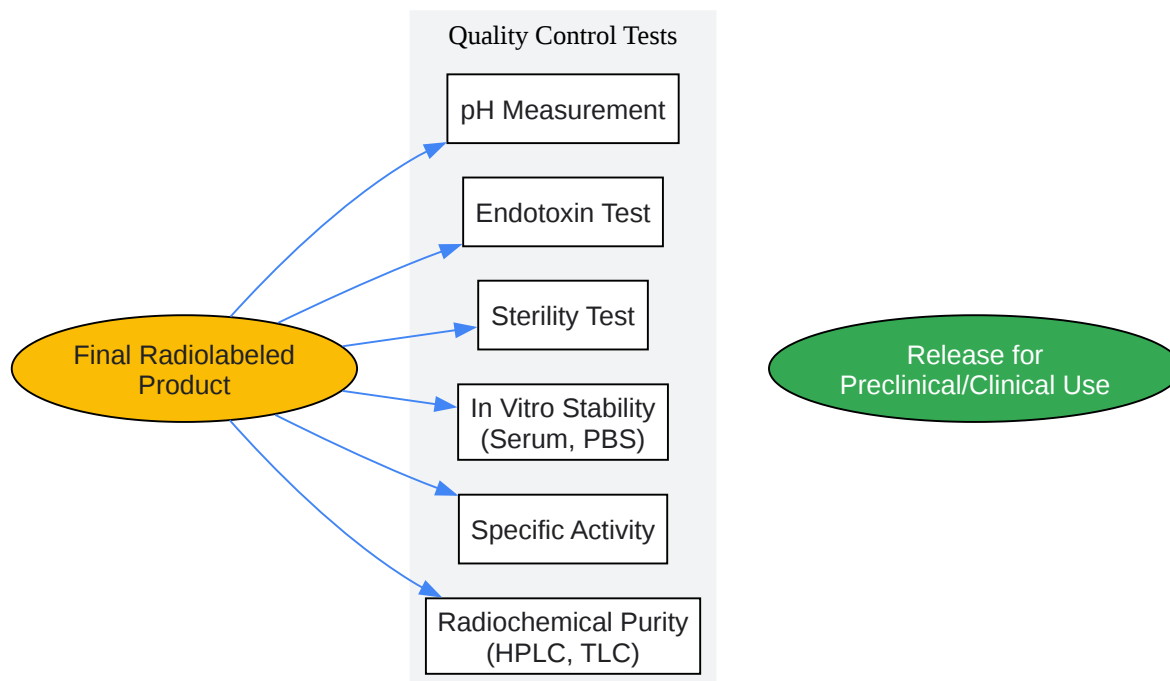 Quality Control Tests
pH Measurement
Endotoxin Test
Sterility Test
Final Radiolabeled
Product
In Vitro Stability
(Serum, PBS)
Specific Activity
Radiochemical Purity
(HPLC, TLC)
Release for
Preclinical/Clinical Use